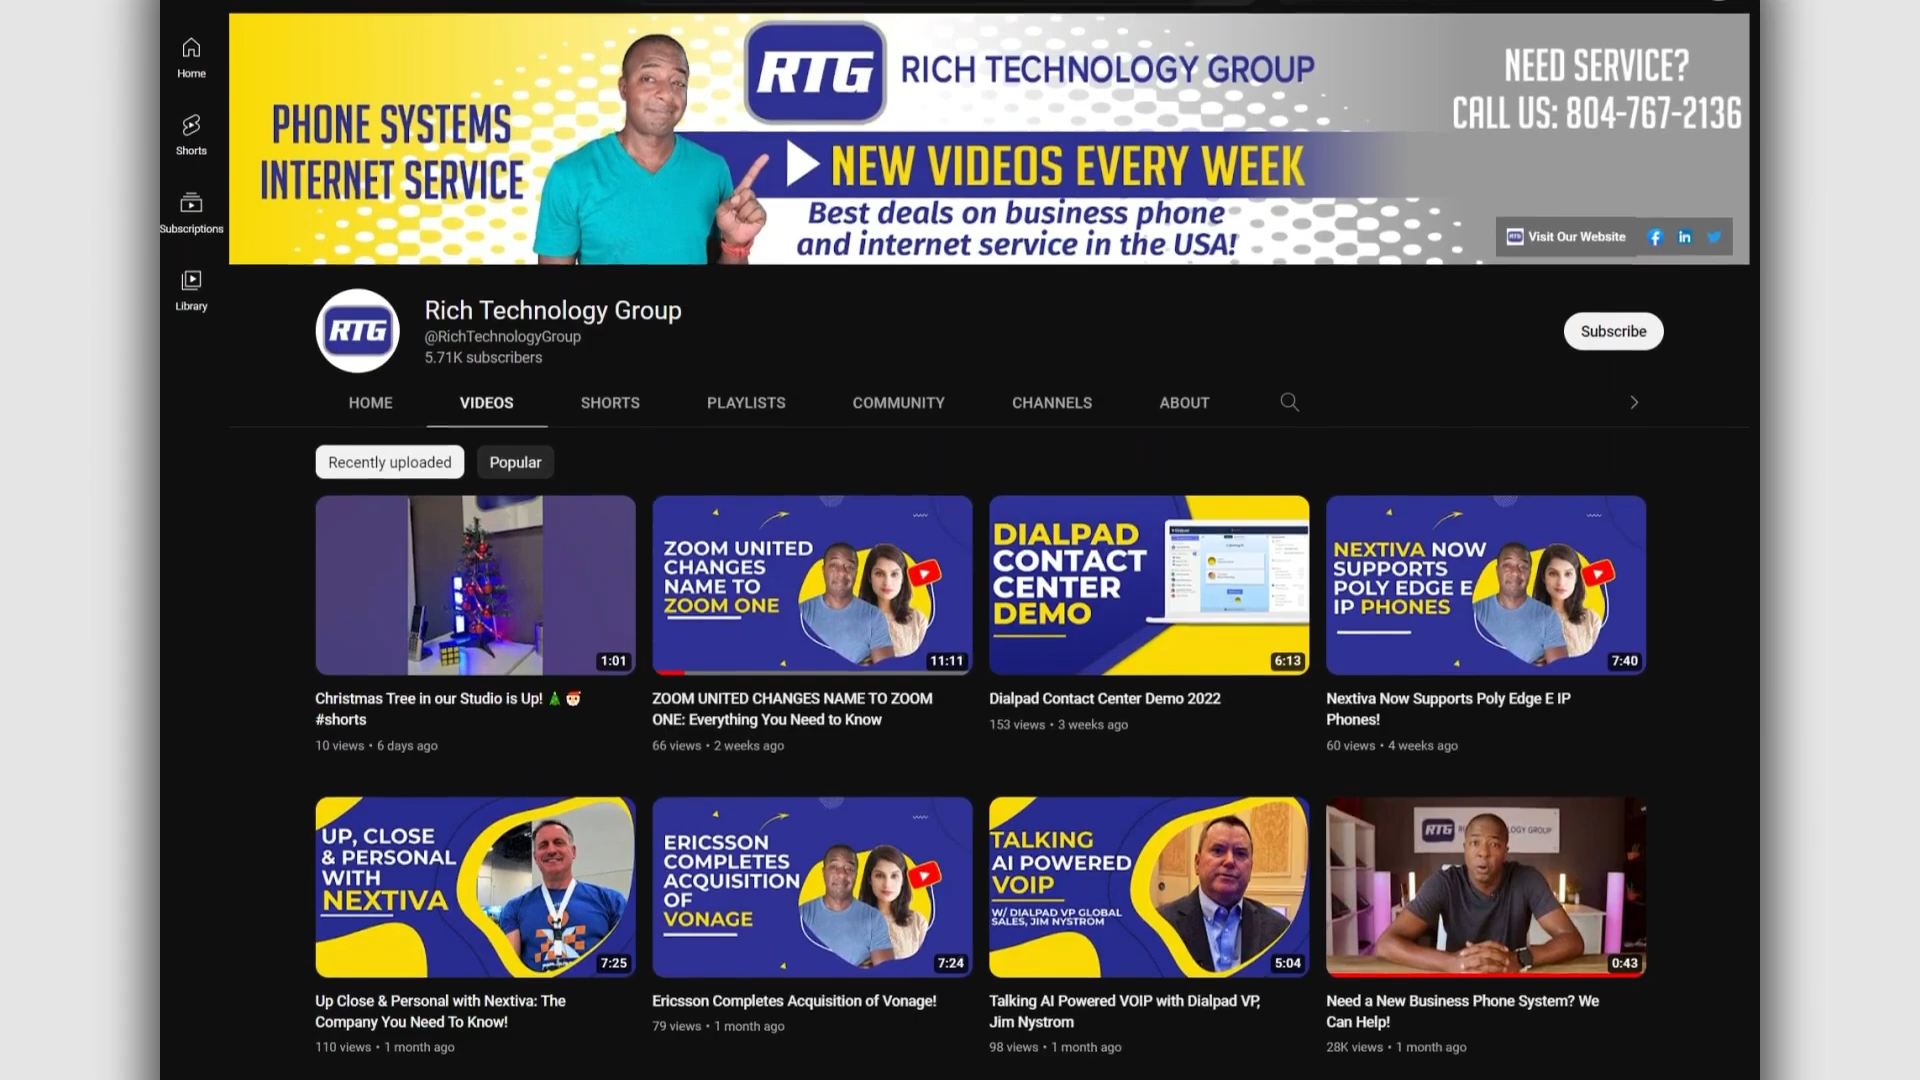 Home
Shorts
Subscriptions
Library
PHONE SYSTEMS
INTERNET SERVICE
RTG
RICH TECHNOLOGY GROUP
NEW VIDEOS EVERY WEEK
Best deals on business phone
and internet service in the USA!
NEED SERVICE?
CALL US: 804-767-2136
RTG
Visit Our Website
RTG
Rich Technology Group
@RichTechnologyGroup
5.71K subscribers
Subscribe
HOME
VIDEOS
SHORTS
PLAYLISTS
COMMUNITY
CHANNELS
ABOUT
Recently uploaded
Popular
1:01
Christmas Tree in our Studio is Up! 🎄 🎅
#shorts
10 views • 6 days ago
ZOOM UNITED
CHANGES
NAME TO
ZOOM ONE
11:11
ZOOM UNITED CHANGES NAME TO ZOOM
ONE: Everything You Need to Know
66 views • 2 weeks ago
DIALPAD
CONTACT
CENTER
DEMO
6:13
Dialpad Contact Center Demo 2022
153 views • 3 weeks ago
NEXTIVA NOW
SUPPORTS
POLY EDGE E
IP PHONES
7:40
Nextiva Now Supports Poly Edge E IP
Phones!
60 views • 4 weeks ago
UP, CLOSE
& PERSONAL
WITH
NEXTIVA
7:25
Up Close & Personal with Nextiva: The
Company You Need To Know!
110 views • 1 month ago
ERICSSON
COMPLETES
ACQUISITION
OF
VONAGE
7:24
Ericsson Completes Acquisition of Vonage!
79 views • 1 month ago
TALKING
AI POWERED
VOIP
W/ DIALPAD VP GLOBAL
SALES, JIM NYSTROM
5:04
Talking AI Powered VOIP with Dialpad VP,
Jim Nystrom
98 views • 1 month ago
RTG
OGY GROUP
0:43
Need a New Business Phone System? We
Can Help!
28K views • 1 month ago